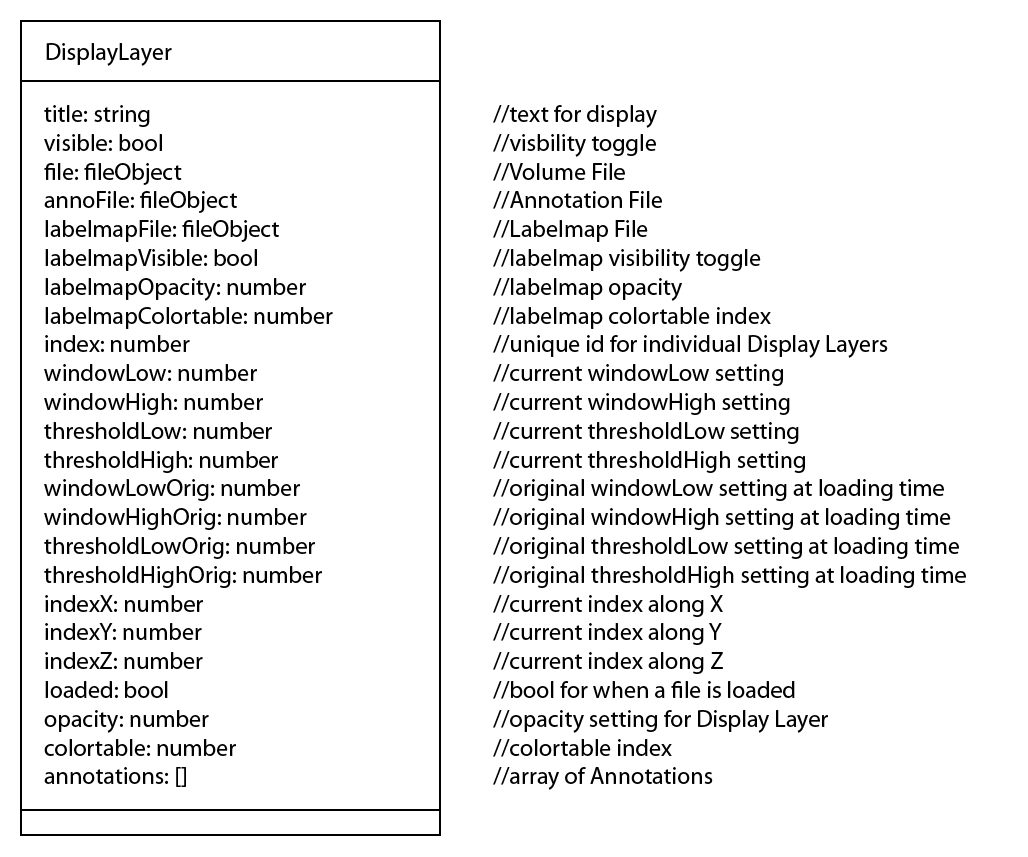 DisplayLayer
title: string //text for display
visible: bool //visbility toggle
file: fileObject //Volume File
annoFile: fileObject //Annotation File
labelmapFile: fileObject //Labelmap File
labelmapVisible: bool //labelmap visibility toggle
labelmapOpacity: number //labelmap opacity
labelmapColortable: number //labelmap colortable index
index: number //unique id for individual Display Layers
windowLow: number //current windowLow setting
windowHigh: number //current windowHigh setting
thresholdLow: number //current thresholdLow setting
thresholdHigh: number //current thresholdHigh setting
windowLowOrig: number //original windowLow setting at loading time
windowHighOrig: number //original windowHigh setting at loading time
thresholdLowOrig: number //original thresholdLow setting at loading time
thresholdHighOrig: number //original thresholdHigh setting at loading time
indexX: number //current index along X
indexY: number //current index along Y
indexZ: number //current index along Z
loaded: bool //bool for when a file is loaded
opacity: number //opacity setting for Display Layer
colortable: number //colortable index
annotations: [] //array of Annotations